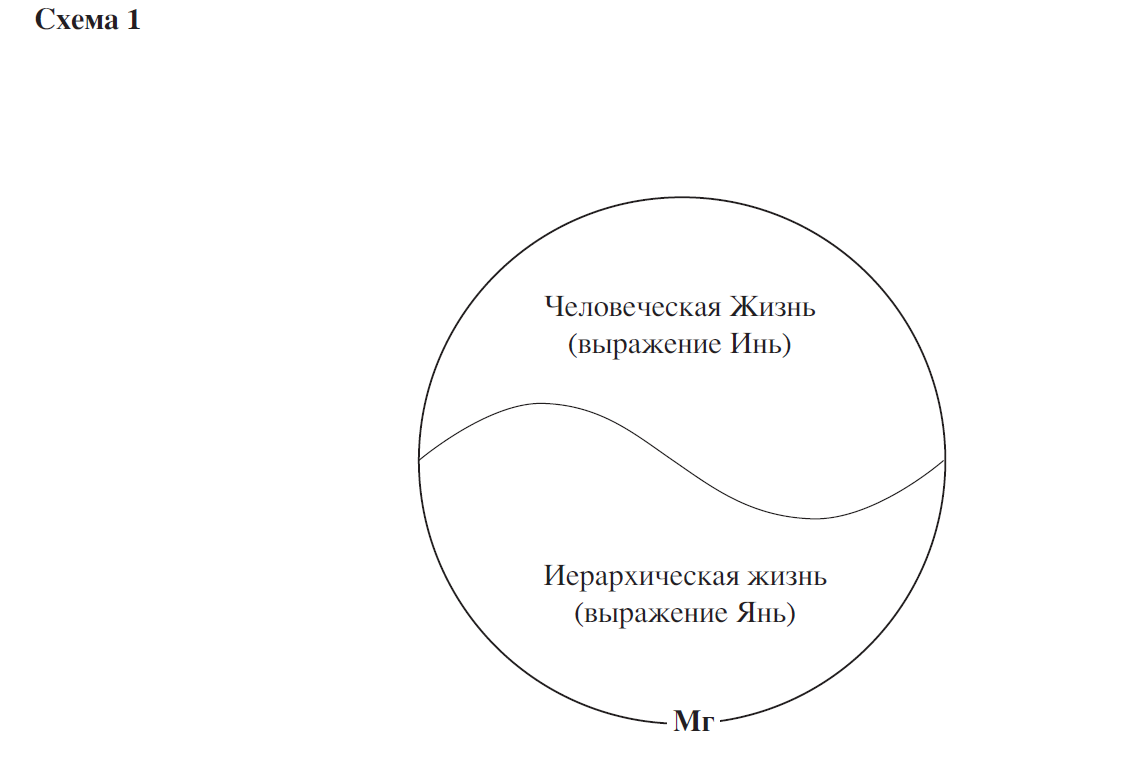 Схема 1
Человеческая Жизнь
(выражение Инь)
Иерархическая жизнь
(выражение Янь)
Мг